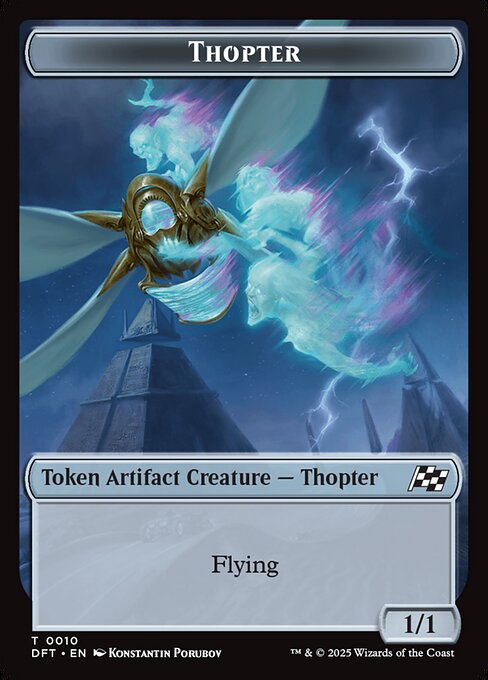 Thopter
Token Artifact Creature — Thopter
Flying
1/1
T 0010
DFT • EN Konstantin Porubov
™ & © 2025 Wizards of the Coast